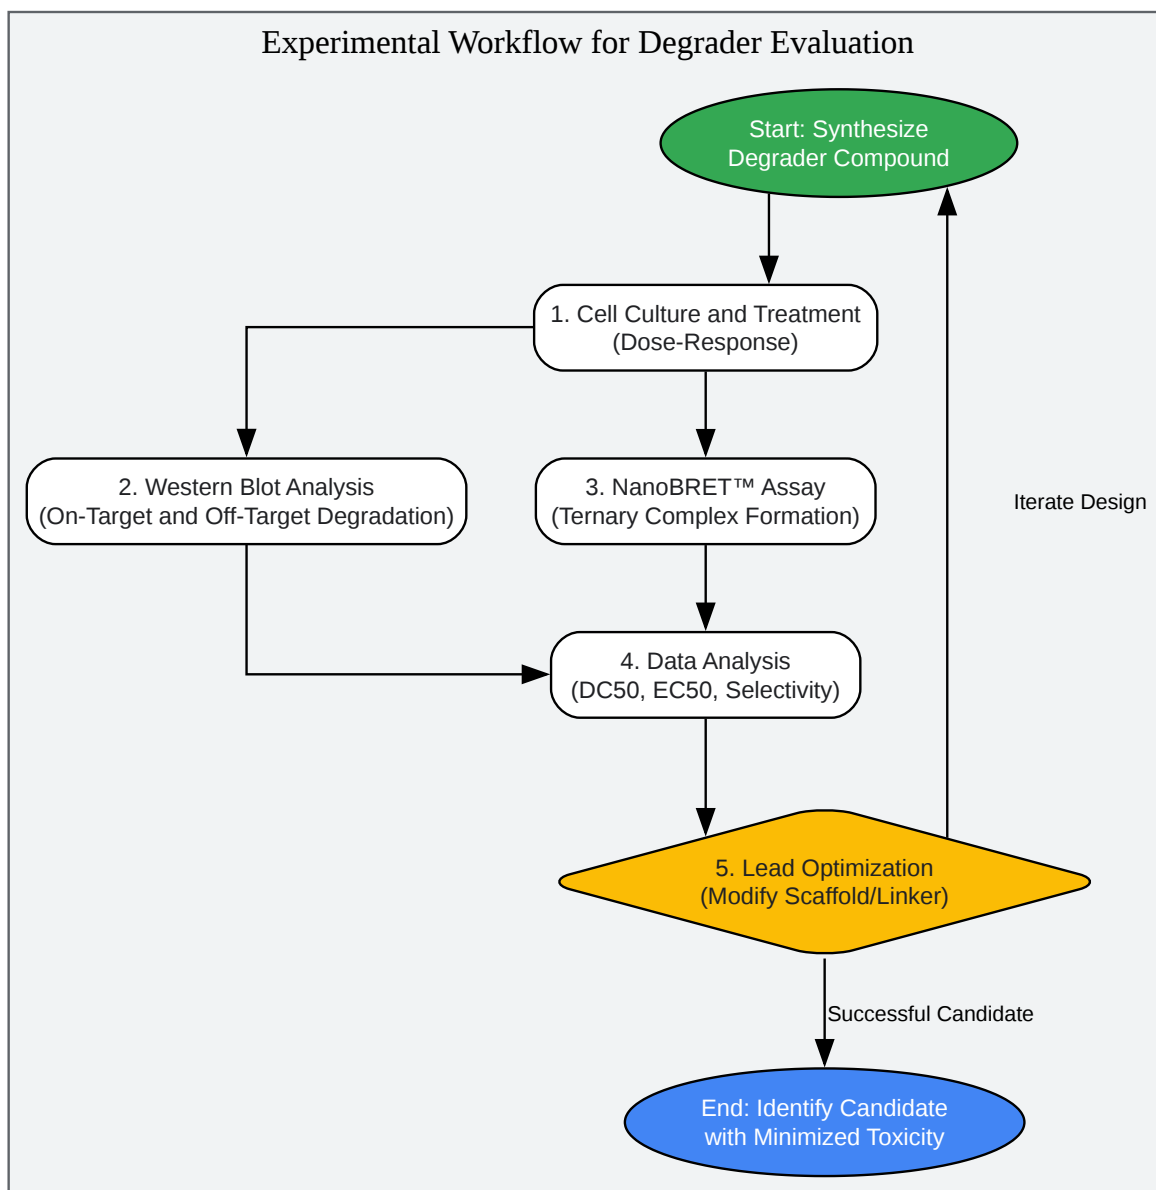 Experimental Workflow for Degrader Evaluation
Start: Synthesize
Degrader Compound
1. Cell Culture and Treatment
(Dose-Response)
2. Western Blot Analysis
(On-Target and Off-Target Degradation)
3. NanoBRET™ Assay
(Ternary Complex Formation)
Iterate Design
4. Data Analysis
(DC50, EC50, Selectivity)
5. Lead Optimization
(Modify Scaffold/Linker)
Successful Candidate
End: Identify Candidate
with Minimized Toxicity